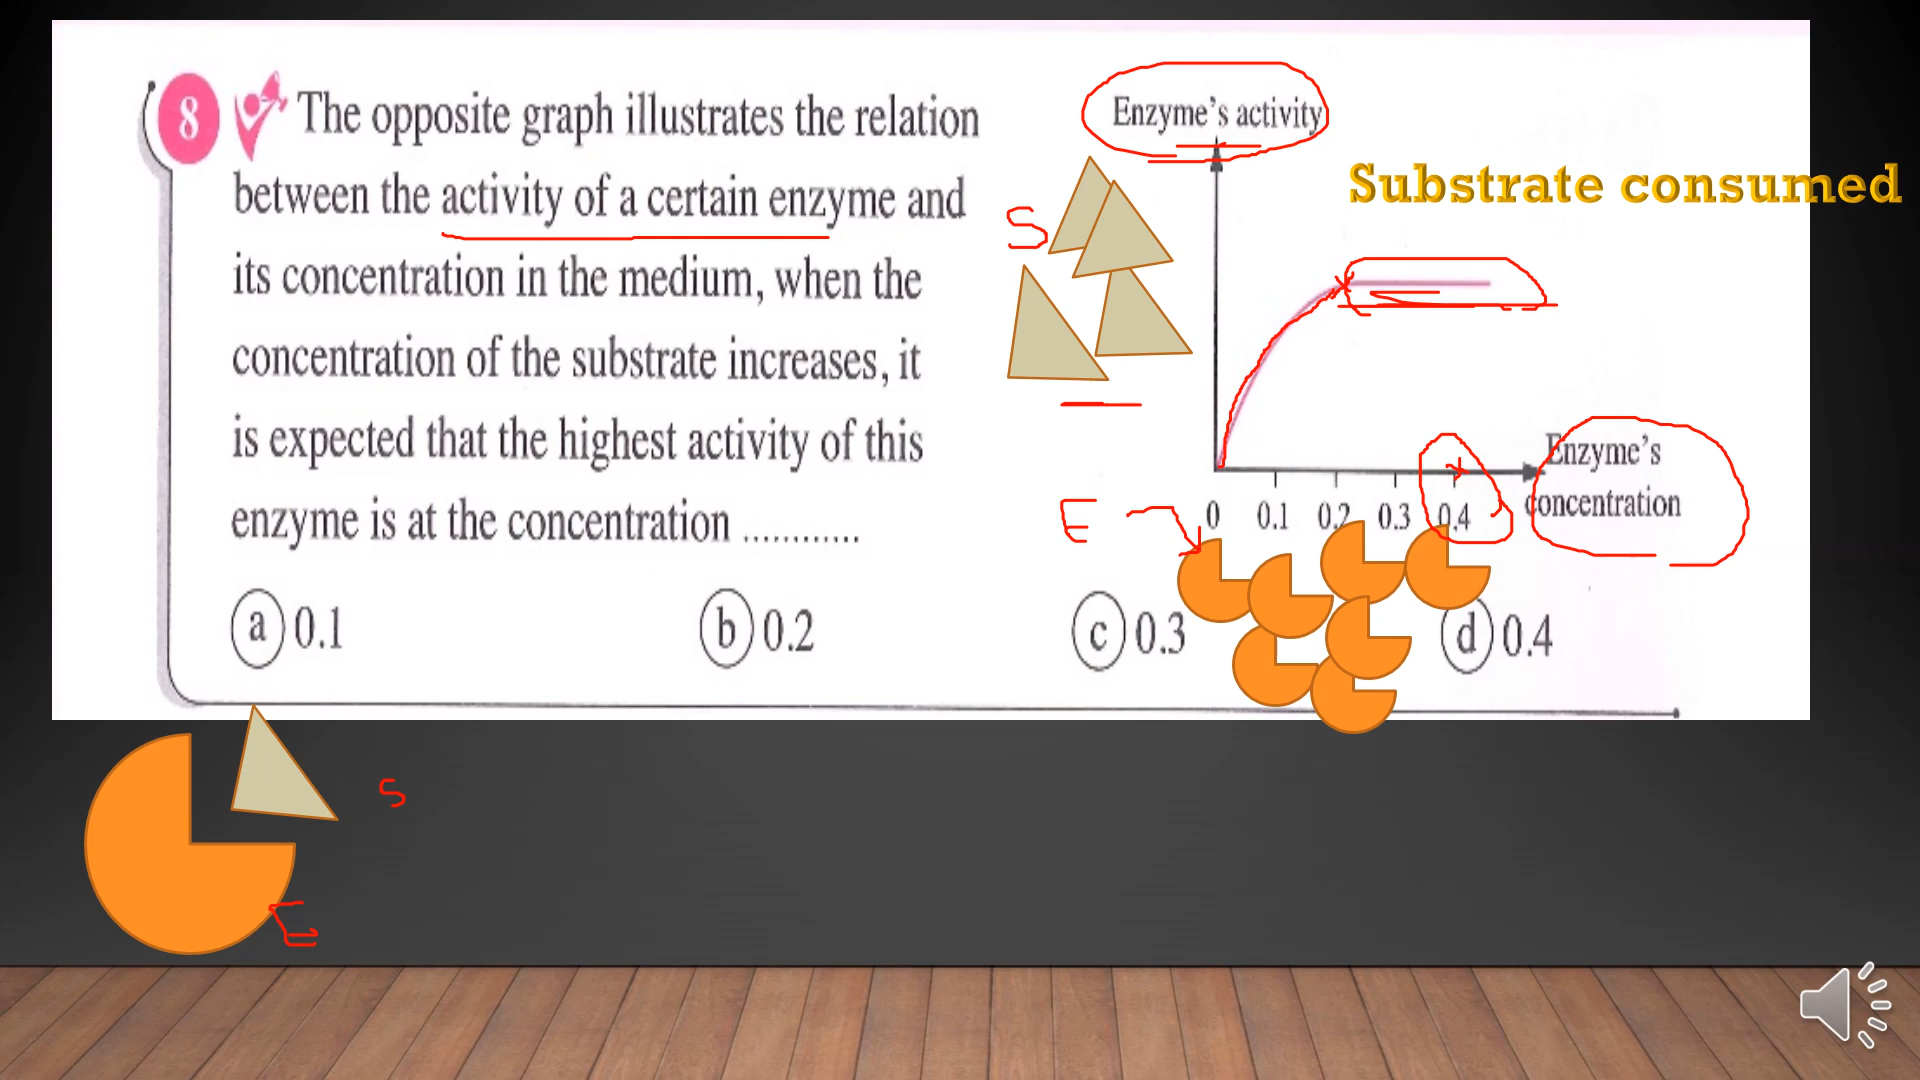 8 The opposite graph illustrates the relation
between the activity of a certain enzyme and
its concentration in the medium, when the
concentration of the substrate increases, it
is expected that the highest activity of this
enzyme is at the concentration ............
a 0.1 b 0.2 c 0.3 d 0.4
Enzyme's activity
Substrate consumed
S
Enzyme's
concentration
0 0.1 0.2 0.3 0.4
E
S
E